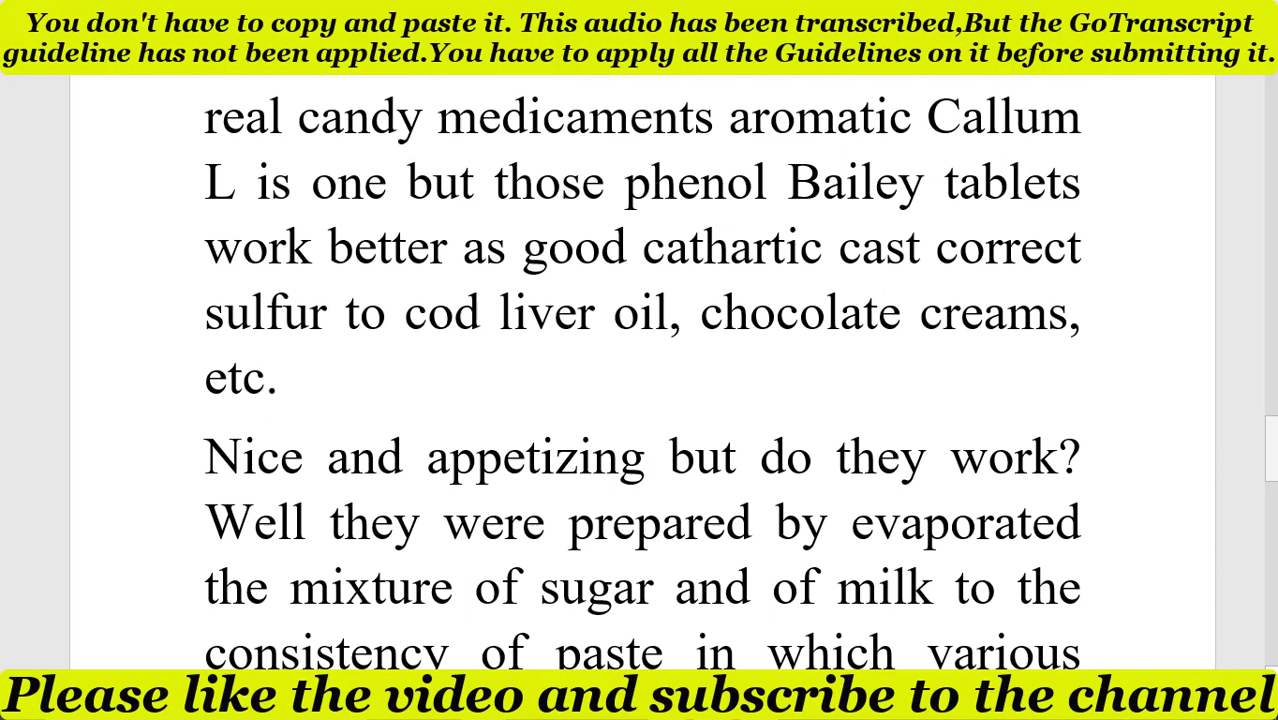 You don't have to copy and paste it. This audio has been transcribed,But the GoTranscript
guideline has not been applied.You have to apply all the Guidelines on it before submitting it.
real candy medicaments aromatic Callum
L is one but those phenol Bailey tablets
work better as good cathartic cast correct
sulfur to cod liver oil, chocolate creams,
etc.
Nice and appetizing but do they work?
Well they were prepared by evaporated
the mixture of sugar and of milk to the
consistency of paste in which various
Please like the video and subscribe to the channel